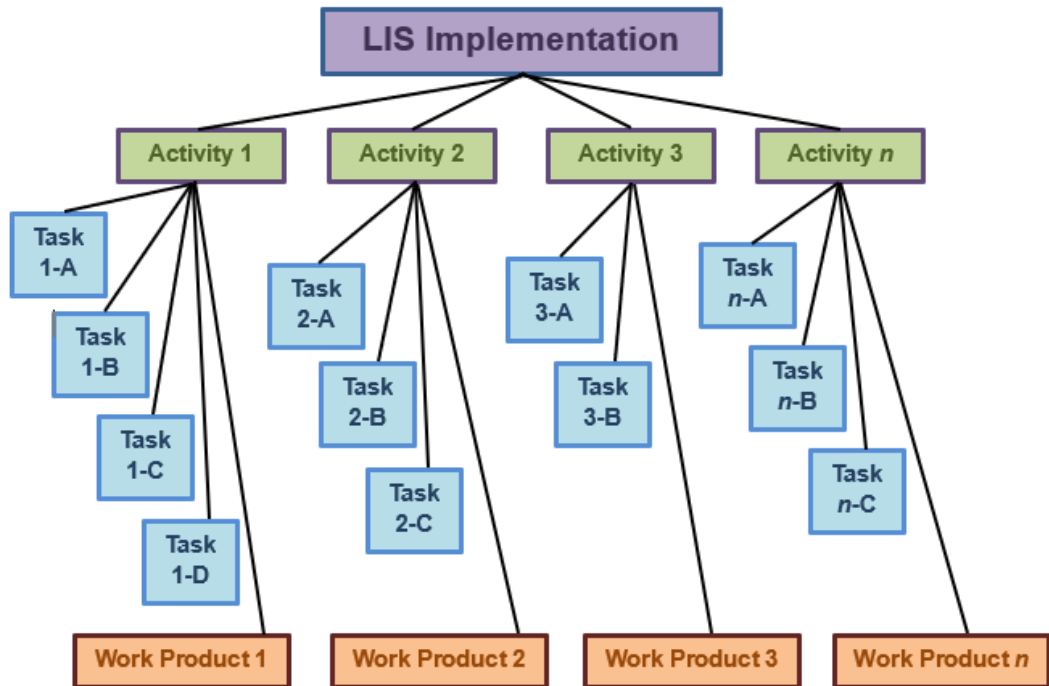 LIS Implementation
Activity 1
Activity 2
Activity 3
Activity n
Task
1-A
Task
1-B
Task
1-C
Task
1-D
Task
2-A
Task
2-B
Task
2-C
Task
3-A
Task
3-B
Task
n-A
Task
n-B
Task
n-C
Work Product 1
Work Product 2
Work Product 3
Work Product n